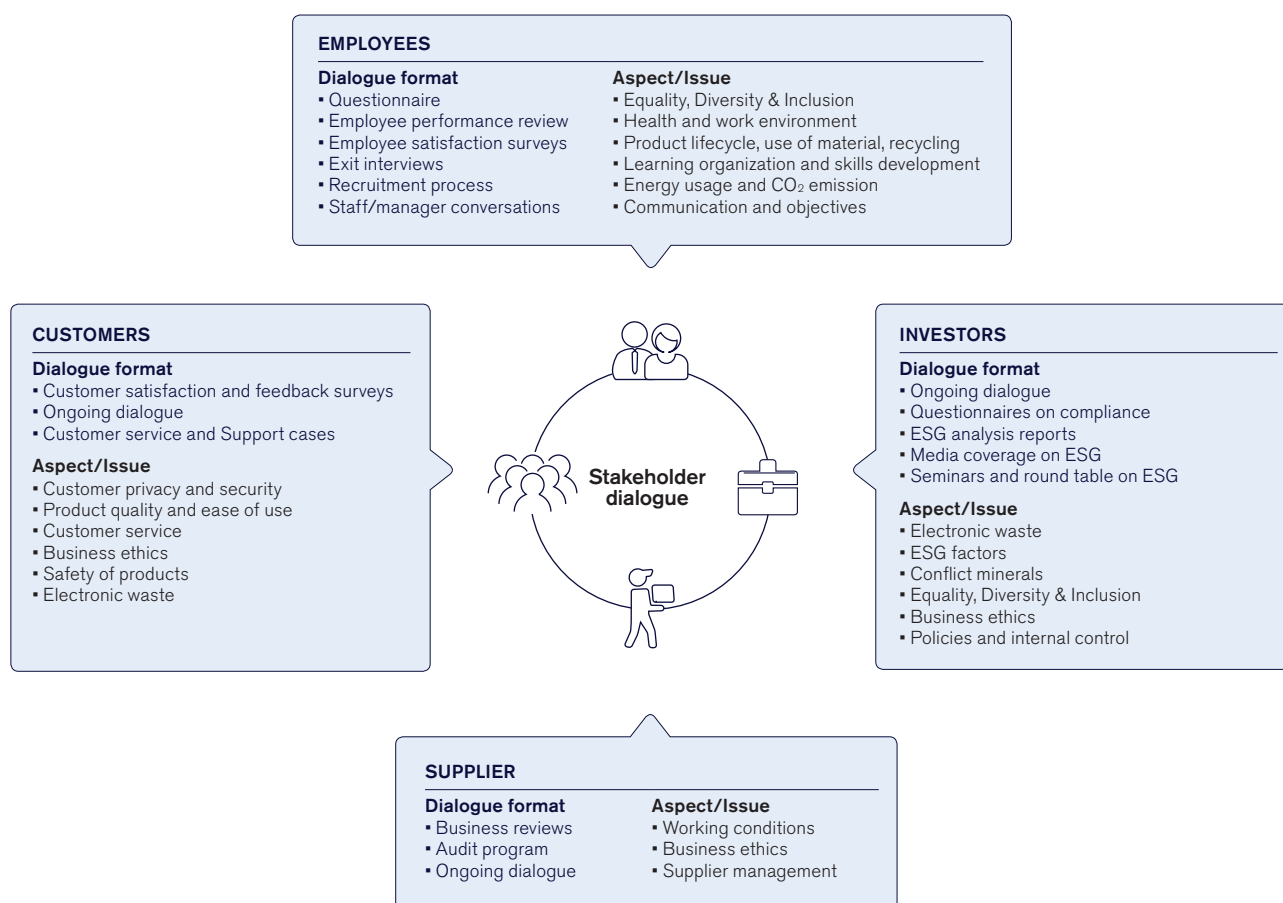 EMPLOYEES
Dialogue format
▪ Questionnaire
▪ Employee performance review
▪ Employee satisfaction surveys
▪ Exit interviews
▪ Recruitment process
▪ Staff/manager conversations
Aspect/Issue
▪ Equality, Diversity & Inclusion
▪ Health and work environment
▪ Product lifecycle, use of material, recycling
▪ Learning organization and skills development
▪ Energy usage and CO₂ emission
▪ Communication and objectives
CUSTOMERS
Dialogue format
▪ Customer satisfaction and feedback surveys
▪ Ongoing dialogue
▪ Customer service and Support cases
Aspect/Issue
▪ Customer privacy and security
▪ Product quality and ease of use
▪ Customer service
▪ Business ethics
▪ Safety of products
▪ Electronic waste
Stakeholder
dialogue
INVESTORS
Dialogue format
▪ Ongoing dialogue
▪ Questionnaires on compliance
▪ ESG analysis reports
▪ Media coverage on ESG
▪ Seminars and round table on ESG
Aspect/Issue
▪ Electronic waste
▪ ESG factors
▪ Conflict minerals
▪ Equality, Diversity & Inclusion
▪ Business ethics
▪ Policies and internal control
SUPPLIER
Dialogue format
▪ Business reviews
▪ Audit program
▪ Ongoing dialogue
Aspect/Issue
▪ Working conditions
▪ Business ethics
▪ Supplier management